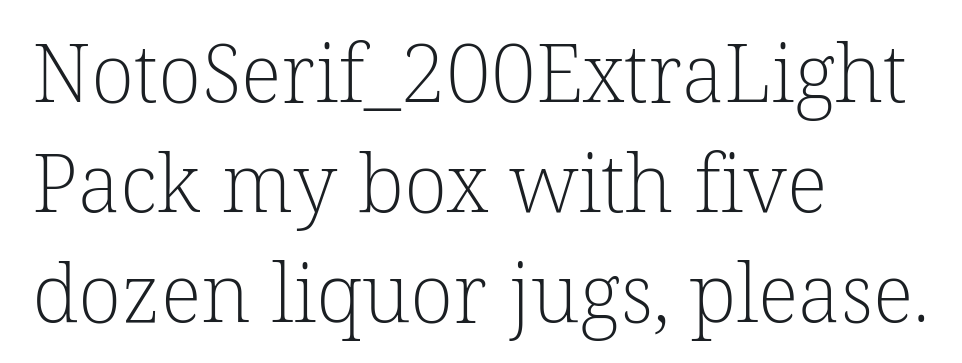 NotoSerif_200ExtraLight
Pack my box with five
dozen liquor jugs, please.